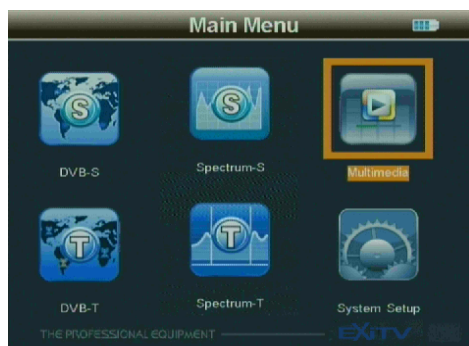 Main Menu
S S
DVB-S Spectrum-S Multimedia
T T
DVB-T Spectrum-T System Setup
THE PROFESSIONAL EQUIPMENT